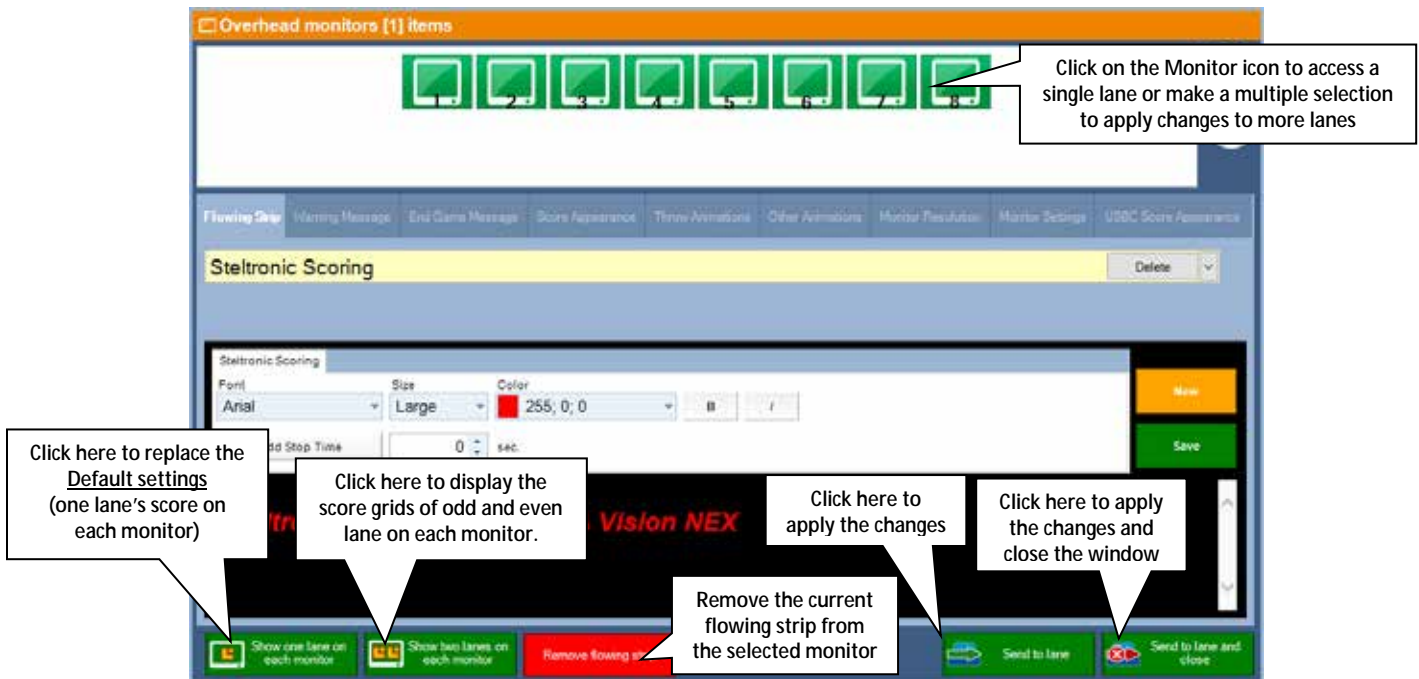 Overhead monitors [1] items
1 2 3 4 5 6 7 8
Click on the Monitor icon to access a
single lane or make a multiple selection
to apply changes to more lanes
Flowing Strip Warning Message End Game Message Score Appearance Throw Animations Other Animations Monitor Resolution Monitor Settings USBC Score Appearance
Steltronic Scoring
Delete
Steltronic Scoring
Font Size Color
Arial Large 255; 0; 0 B I
New
dd Stop Time 0 sec.
Save
Click here to replace the
Default settings
(one lane's score on
each monitor)
Click here to display the
score grids of odd and even
lane on each monitor.
Vision NEX
Click here to
apply the changes
Click here to apply
the changes and
close the window
Remove the current
flowing strip from
the selected monitor
Show one lane on
each monitor
Show two lanes on
each monitor
Remove flowing
Send to lane
Send to lane and
close